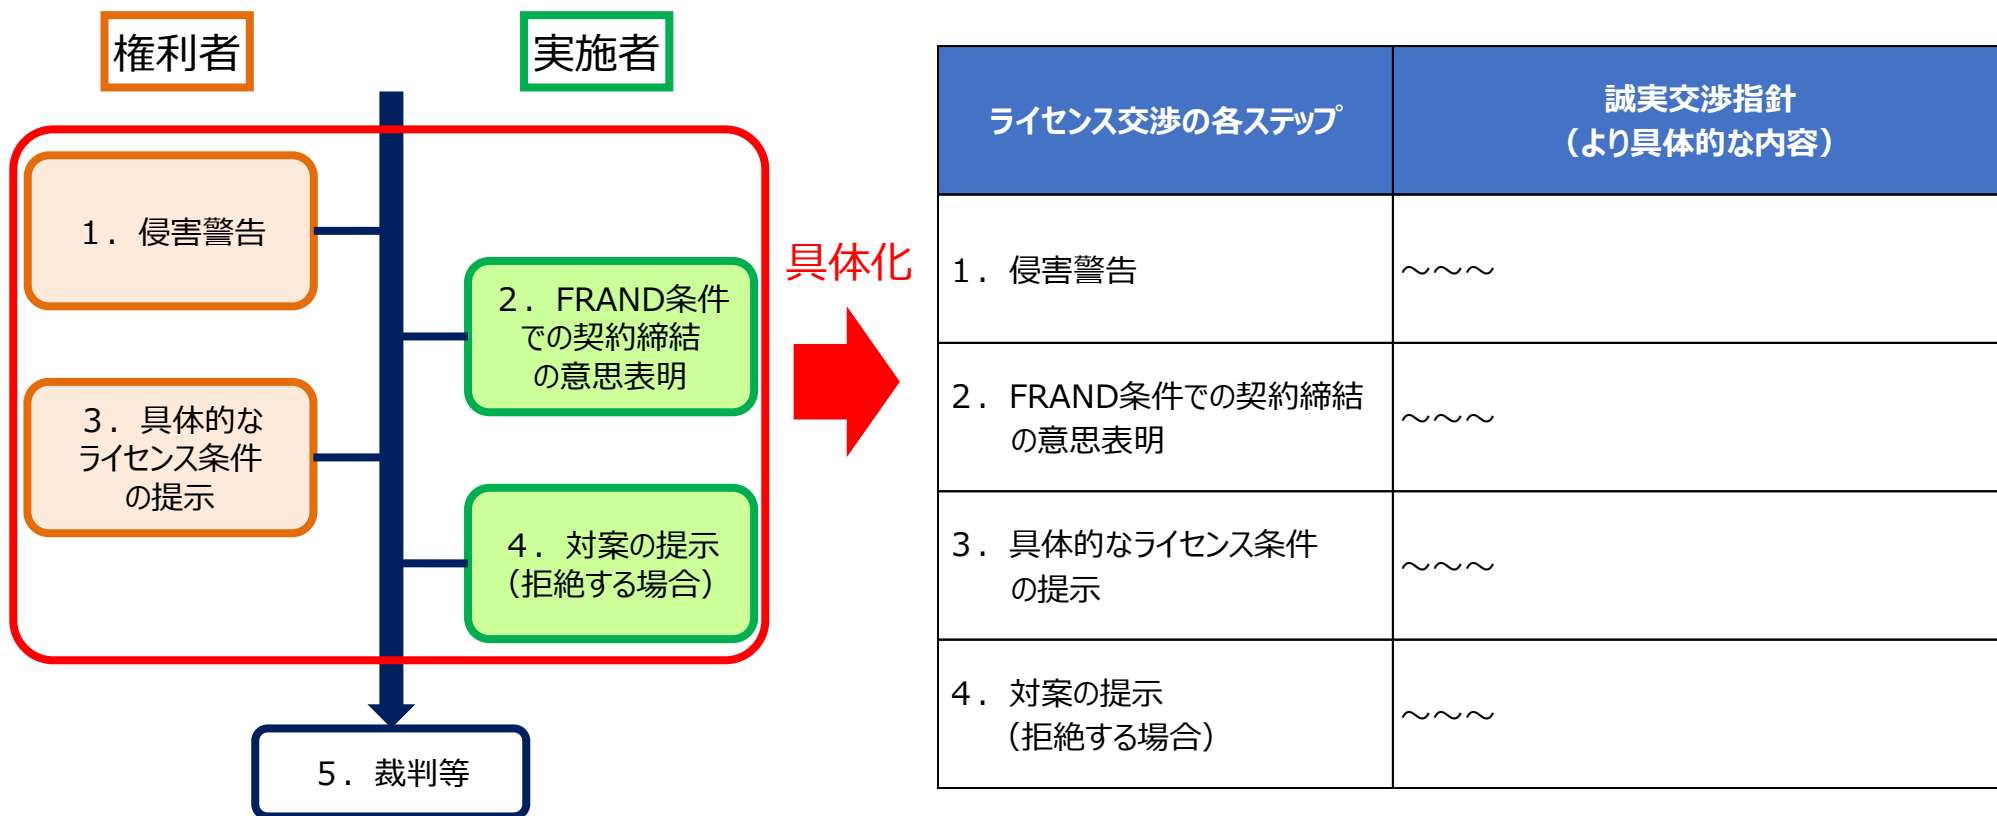 権利者
実施者
1. 侵害警告
2. FRAND条件
での契約締結
の意思表明
3. 具体的な
ライセンス条件
の提示
4. 対案の提示
（拒絶する場合）
5. 裁判等
具体化
ライセンス交渉の各ステップ
誠実交渉指針
（より具体的な内容）
1. 侵害警告
～～～
2. FRAND条件での契約締結
の意思表明
～～～
3. 具体的なライセンス条件
の提示
～～～
4. 対案の提示
（拒絶する場合）
～～～